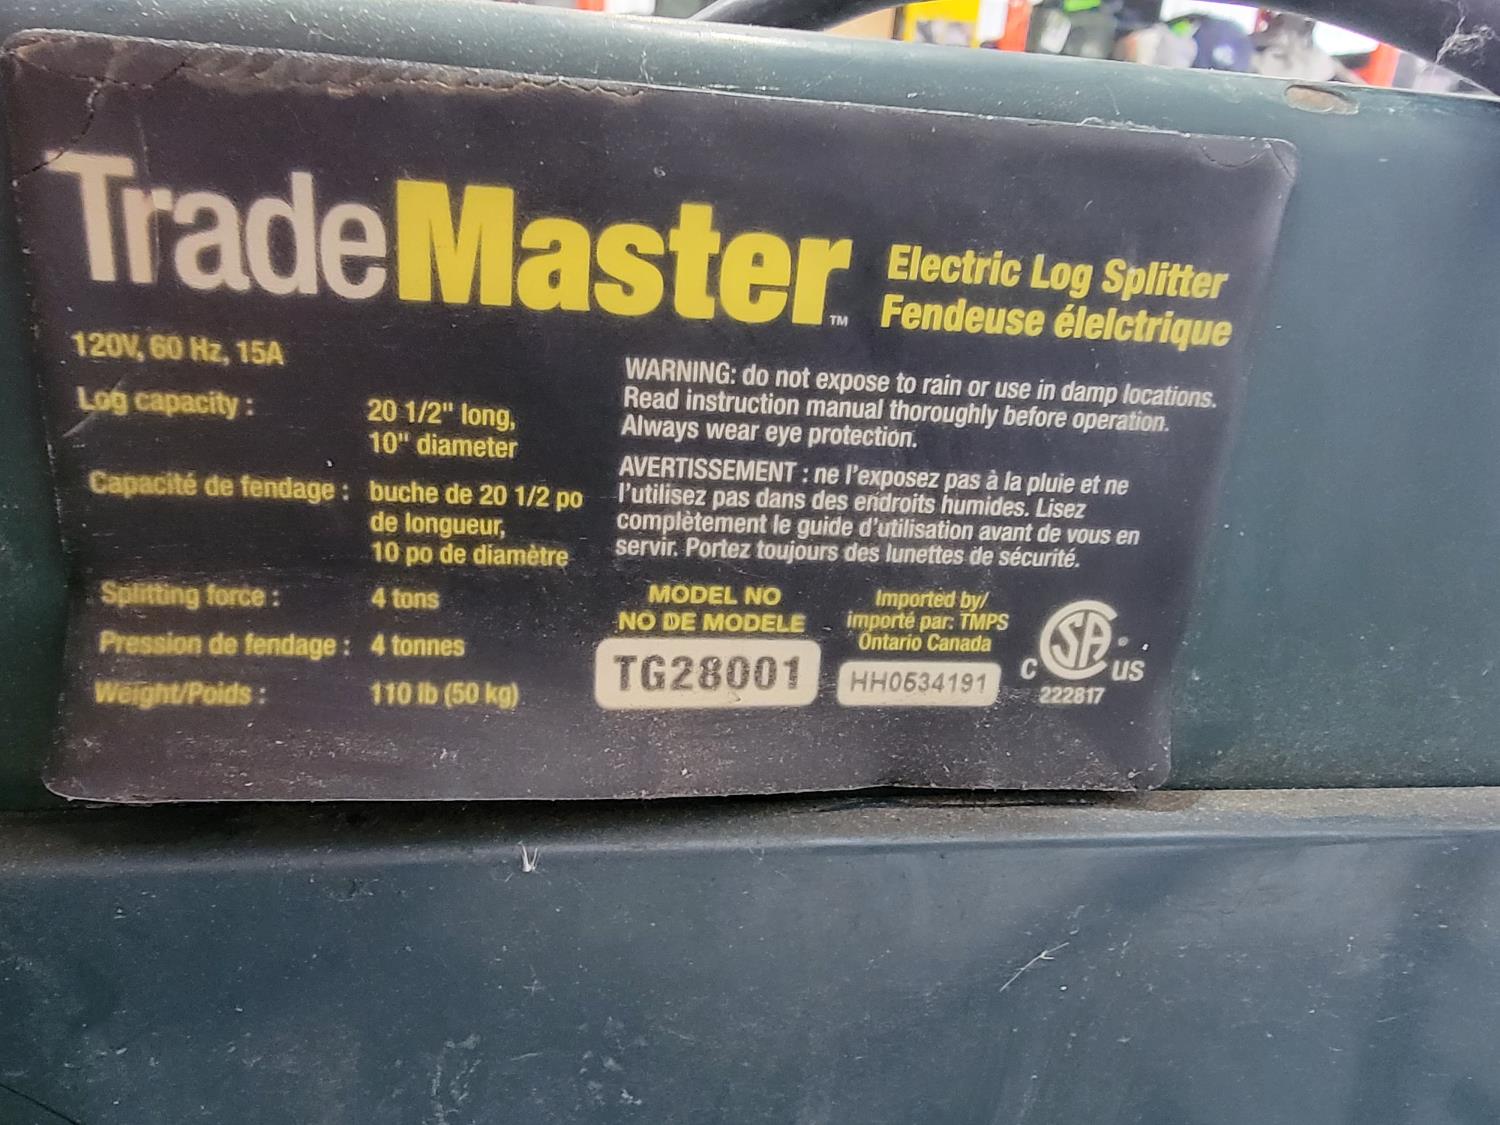 TradeMaster™
Electric Log Splitter
Fendeuse élelctrique
120V, 60 Hz, 15A
Log capacity : 20 1/2" long,
10" diameter
Capacité de fendage : buche de 20 1/2 po
de longueur,
10 po de diamètre
Splitting force : 4 tons
Pression de fendage : 4 tonnes
Weight/Poids : 110 lb (50 kg)
WARNING: do not expose to rain or use in damp locations.
Read instruction manual thoroughly before operation.
Always wear eye protection.
AVERTISSEMENT : ne l'exposez pas à la pluie et ne
l'utilisez pas dans des endroits humides. Lisez
complètement le guide d'utilisation avant de vous en
servir. Portez toujours des lunettes de sécurité.
MODEL NO
NO DE MODELE
TG28001
Imported by/
importé par: TMPS
Ontario Canada
HH0534191
C SA US
222817